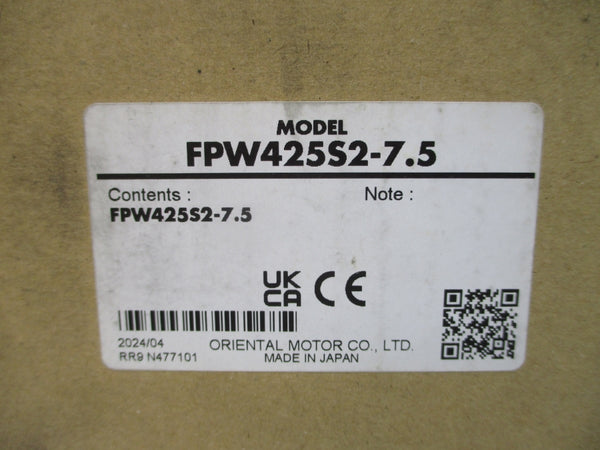 MODEL
FPW425S2-7.5
Contents :
Note :
FPW425S2-7.5
UK
CA CE
2024/04
ORIENTAL MOTOR CO., LTD.
RR9 N477101
MADE IN JAPAN